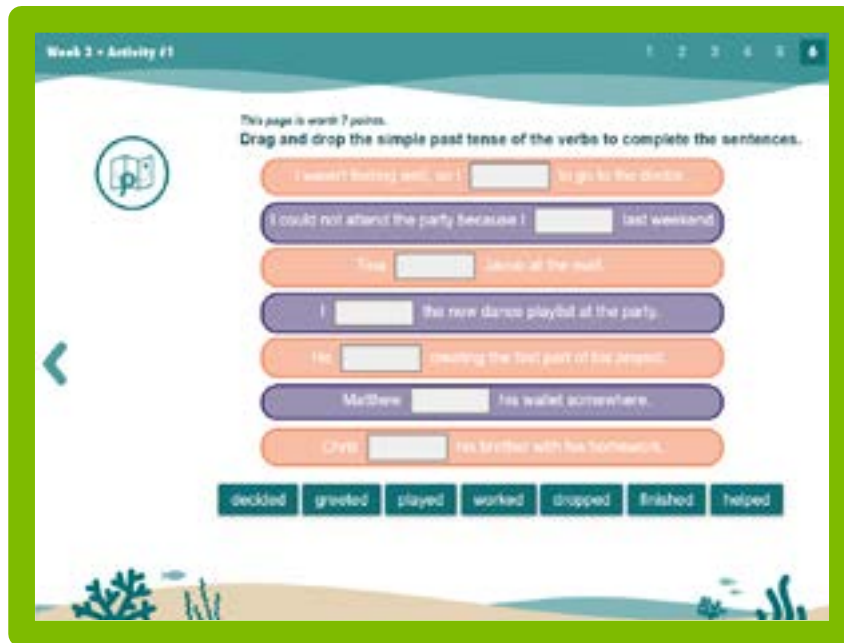 Week 3 • Activity #1
1 2 3 4 5 6
This page is worth 7 points.
Drag and drop the simple past tense of the verbs to complete the sentences.
I wasn't feeling well, so I to go to the doctor.
I could not attend the party because I last weekend.
Tina at the mall.
I the new dance playlist at the party.
He creating the first part of his project.
Matthew his wallet somewhere.
Chris his brother with his homework.
decided greeted played worked dropped finished helped